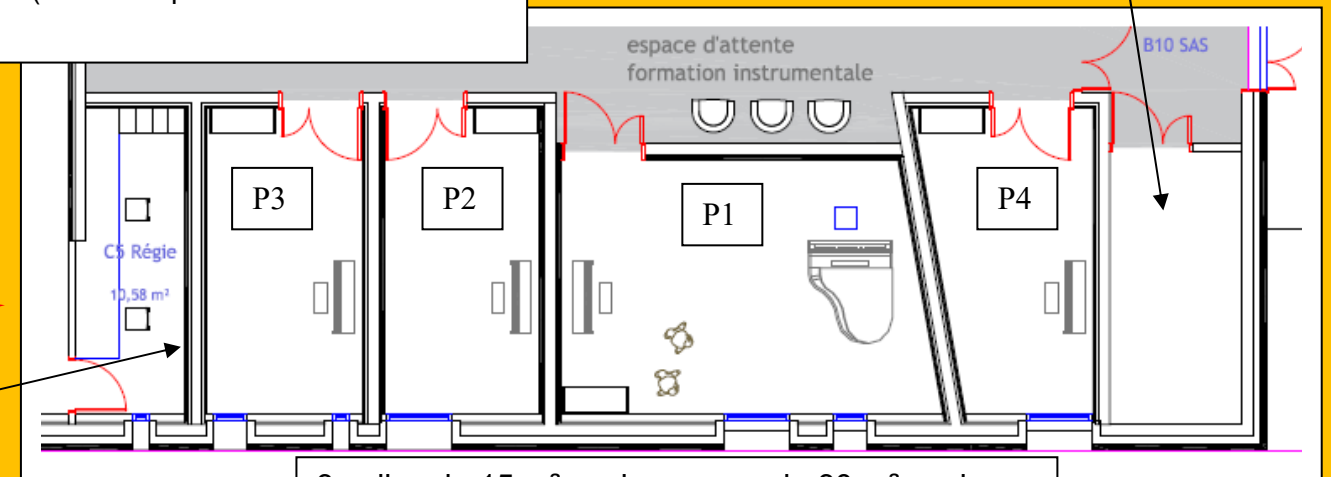 espace d'attente
formation instrumentale
B10 SAS
P3
P2
P1
P4
C5 Régie
10,58 m²